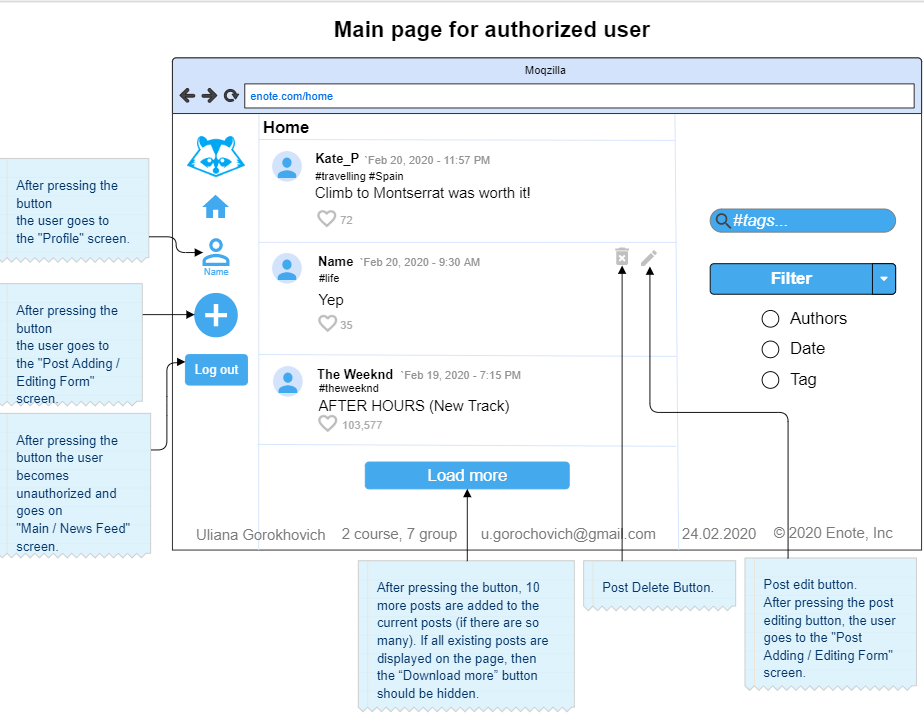 Main page for authorized user
Moqzilla
enote.com/home
Home
Kate_P `Feb 20, 2020 - 11:57 PM
#travelling #Spain
Climb to Montserrat was worth it!
72
Name `Feb 20, 2020 - 9:30 AM
#life
Yep
35
The Weeknd `Feb 19, 2020 - 7:15 PM
#theweeknd
AFTER HOURS (New Track)
103,577
Load more
Name
Log out
#tags...
Filter
Authors
Date
Tag
Uliana Gorokhovich 2 course, 7 group u.gorochovich@gmail.com 24.02.2020 © 2020 Enote, Inc
After pressing the
button
the user goes to
the "Profile" screen.
After pressing the
button
the user goes to
the "Post Adding /
Editing Form"
screen.
After pressing the
button the user
becomes
unauthorized and
goes on
"Main / News Feed"
screen.
After pressing the button, 10
more posts are added to the
current posts (if there are so
many). If all existing posts are
displayed on the page, then
the “Download more” button
should be hidden.
Post Delete Button.
Post edit button.
After pressing the post
editing button, the user
goes to the "Post
Adding / Editing Form"
screen.